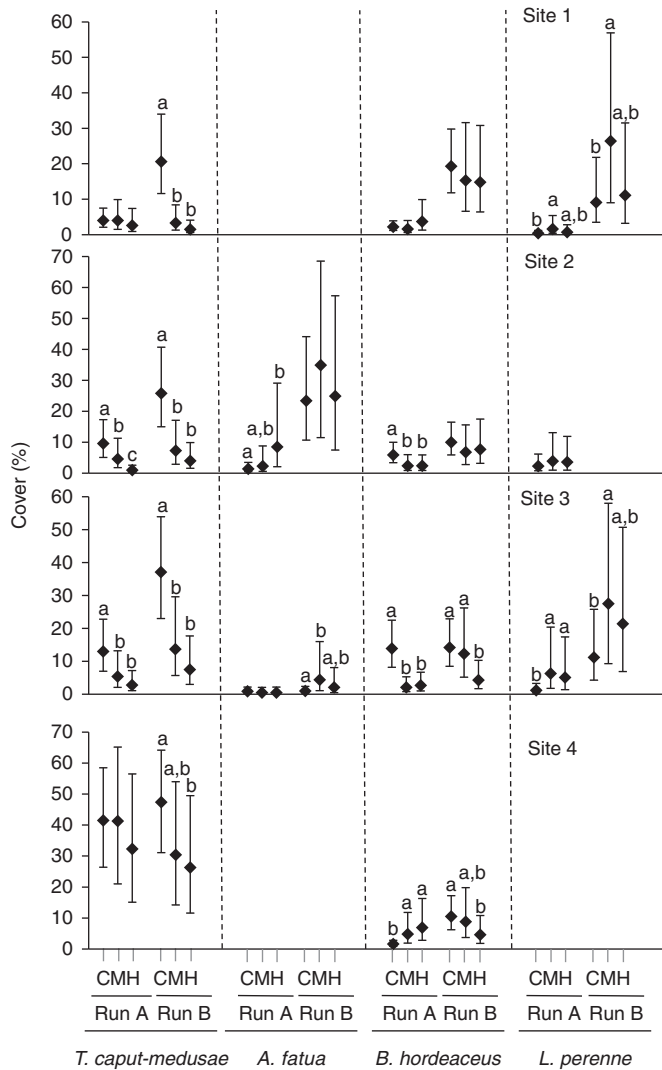 Cover (%)
Site 1
60
50
40
30
20
10
0
a
b
b
b
a
a,b
b
a
a,b
Site 2
70
60
50
40
30
20
10
0
a
b
c
a
b
b
a
a,b
b
a
b
b
Site 3
60
50
40
30
20
10
0
a
b
b
a
b
b
a
b
a,b
a
b
b
a
a
b
b
a
a
b
a
a,b
Site 4
70
60
50
40
30
20
10
0
a
a,b
b
b
a
a
a
a,b
b
CMH CMH CMH CMH CMH CMH CMH CMH
Run A Run B Run A Run B Run A Run B Run A Run B
T. caput-medusae A. fatua B. hordeaceus L. perenne